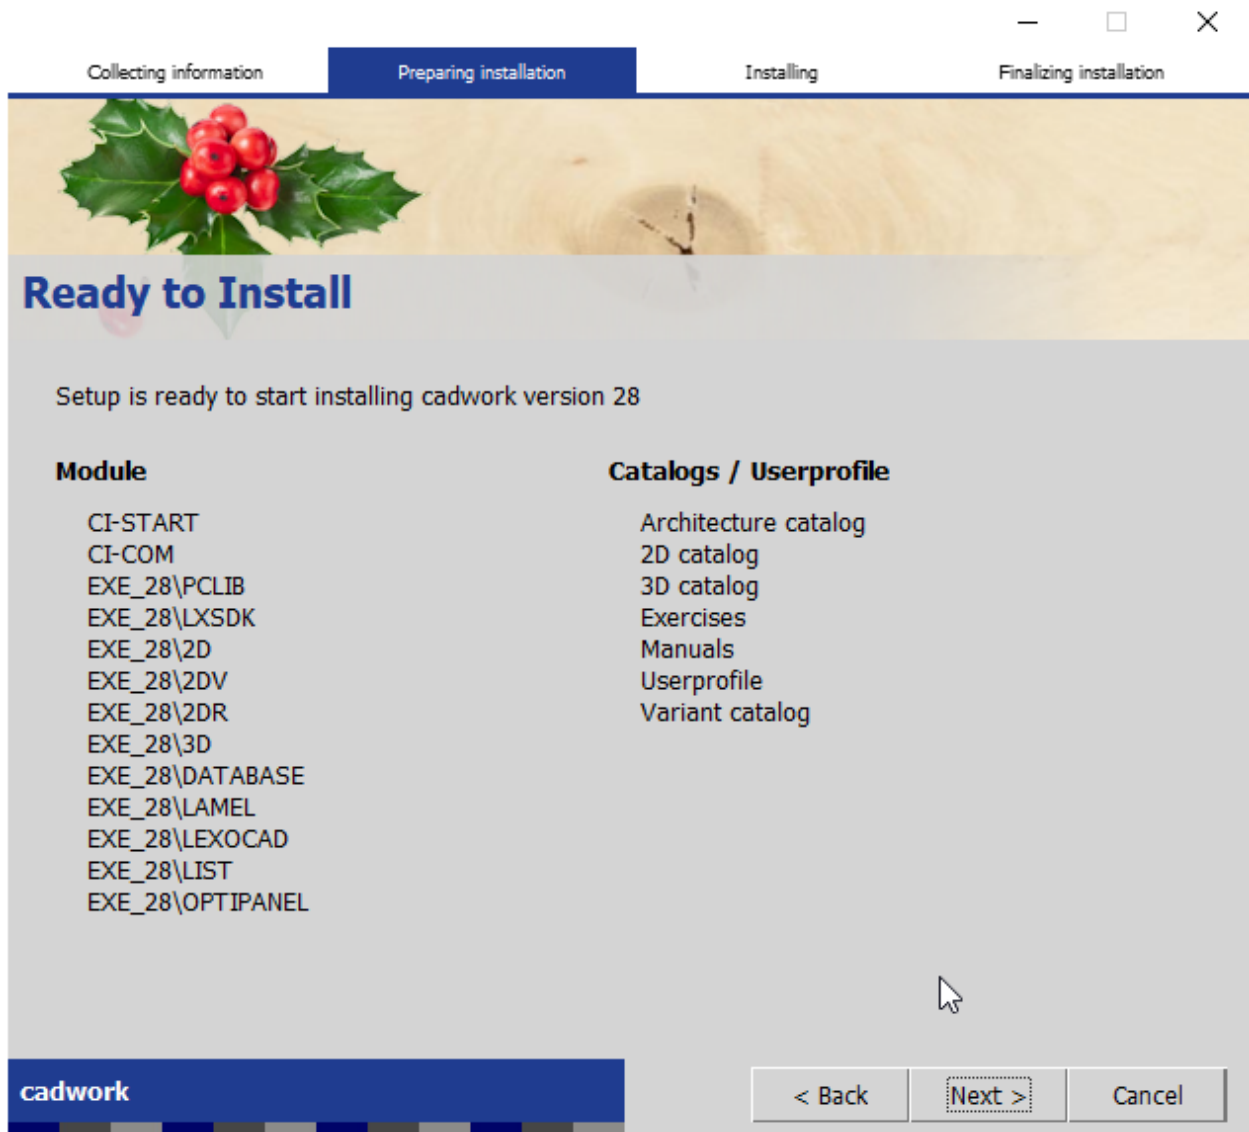 Collecting information
Preparing installation
Installing
Finalizing installation
Ready to Install
Setup is ready to start installing cadwork version 28
Module
CI-START
CI-COM
EXE_28\PCLIB
EXE_28\LXSDK
EXE_28\2D
EXE_28\2DV
EXE_28\2DR
EXE_28\3D
EXE_28\DATABASE
EXE_28\LAMEL
EXE_28\LEXOCAD
EXE_28\LIST
EXE_28\OPTIPANEL
Catalogs / Userprofile
Architecture catalog
2D catalog
3D catalog
Exercises
Manuals
Userprofile
Variant catalog
cadwork
< Back
Next >
Cancel